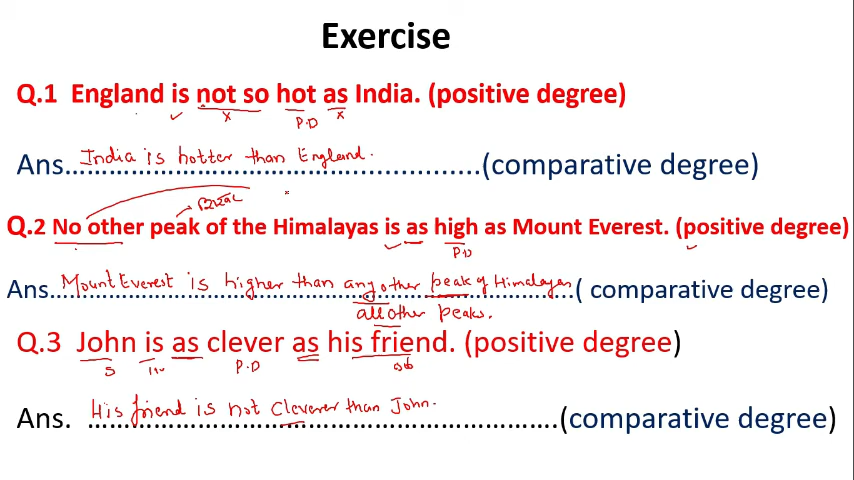 Exercise
Q.1 England is not so hot as India. (positive degree)
x P.D x
India is hotter than England.
Ans……………………………………………...............(comparative degree)
Q.2 No other peak of the Himalayas is as high as Mount Everest. (positive degree)
P.D
Mount Everest is higher than any other peak of Himalayas
Ans……………………………………………………………………………( comparative degree)
all other peaks.
Q.3 John is as clever as his friend. (positive degree)
S P.D ob
His friend is not cleverer than John.
Ans. ……………………………………………………………….(comparative degree)